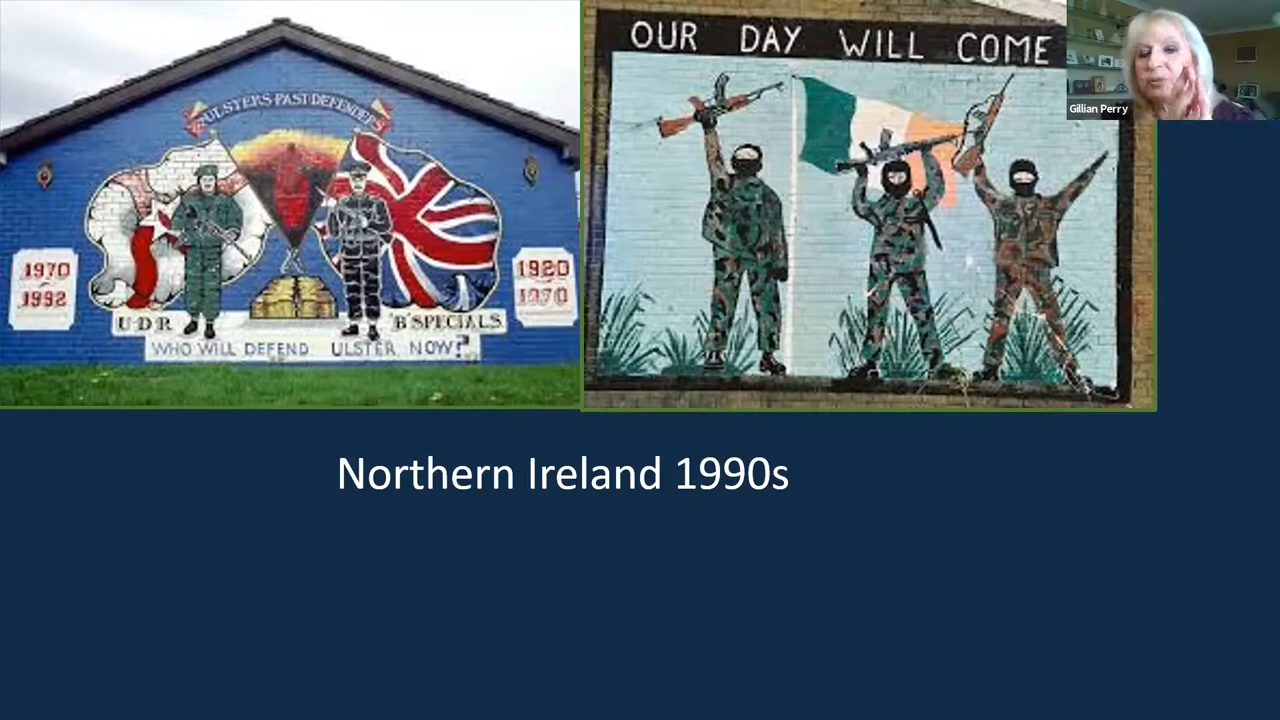 ULSTER'S PAST DEFENDERS
1970
1992
1920
1970
U·D·R
'B' SPECIALS
WHO WILL DEFEND ULSTER NOW?
OUR DAY WILL COME
Gillian Perry
Northern Ireland 1990s